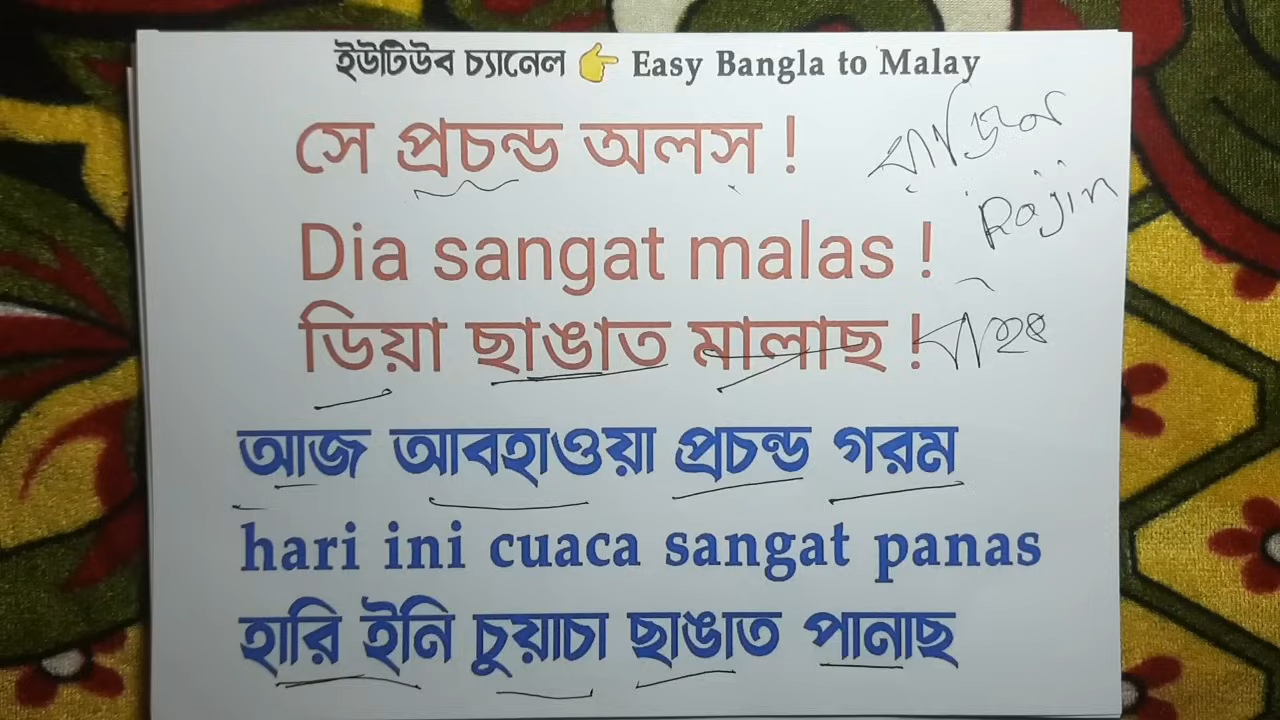 ইউটিউব চ্যানেল 👉 Easy Bangla to Malay
সে প্রচন্ড অলস !
রাজিন
Rajin
Dia sangat malas !
ডিয়া ছাঙাত মালাছ !
আজ আবহাওয়া প্রচন্ড গরম
hari ini cuaca sangat panas
হারি ইনি চুয়াচা ছাঙাত পানাছ